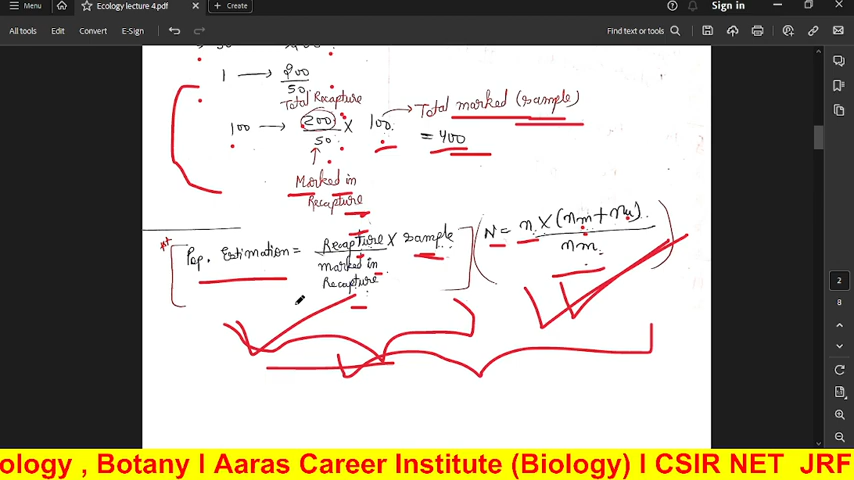 Menu
Ecology lecture 4.pdf
Create
Sign in
All tools Edit Convert E-Sign
Find text or tools
1 → 200
50
Total Recapture
100 → 200 X 100 → Total marked (sample)
50
= 400
Marked in
Recapture
Pop. Estimation = Recapture X sample
marked in
Recapture
N = n X (nm + nu)
nm
2
8
ology , Botany I Aaras Career Institute (Biology) I CSIR NET JRF